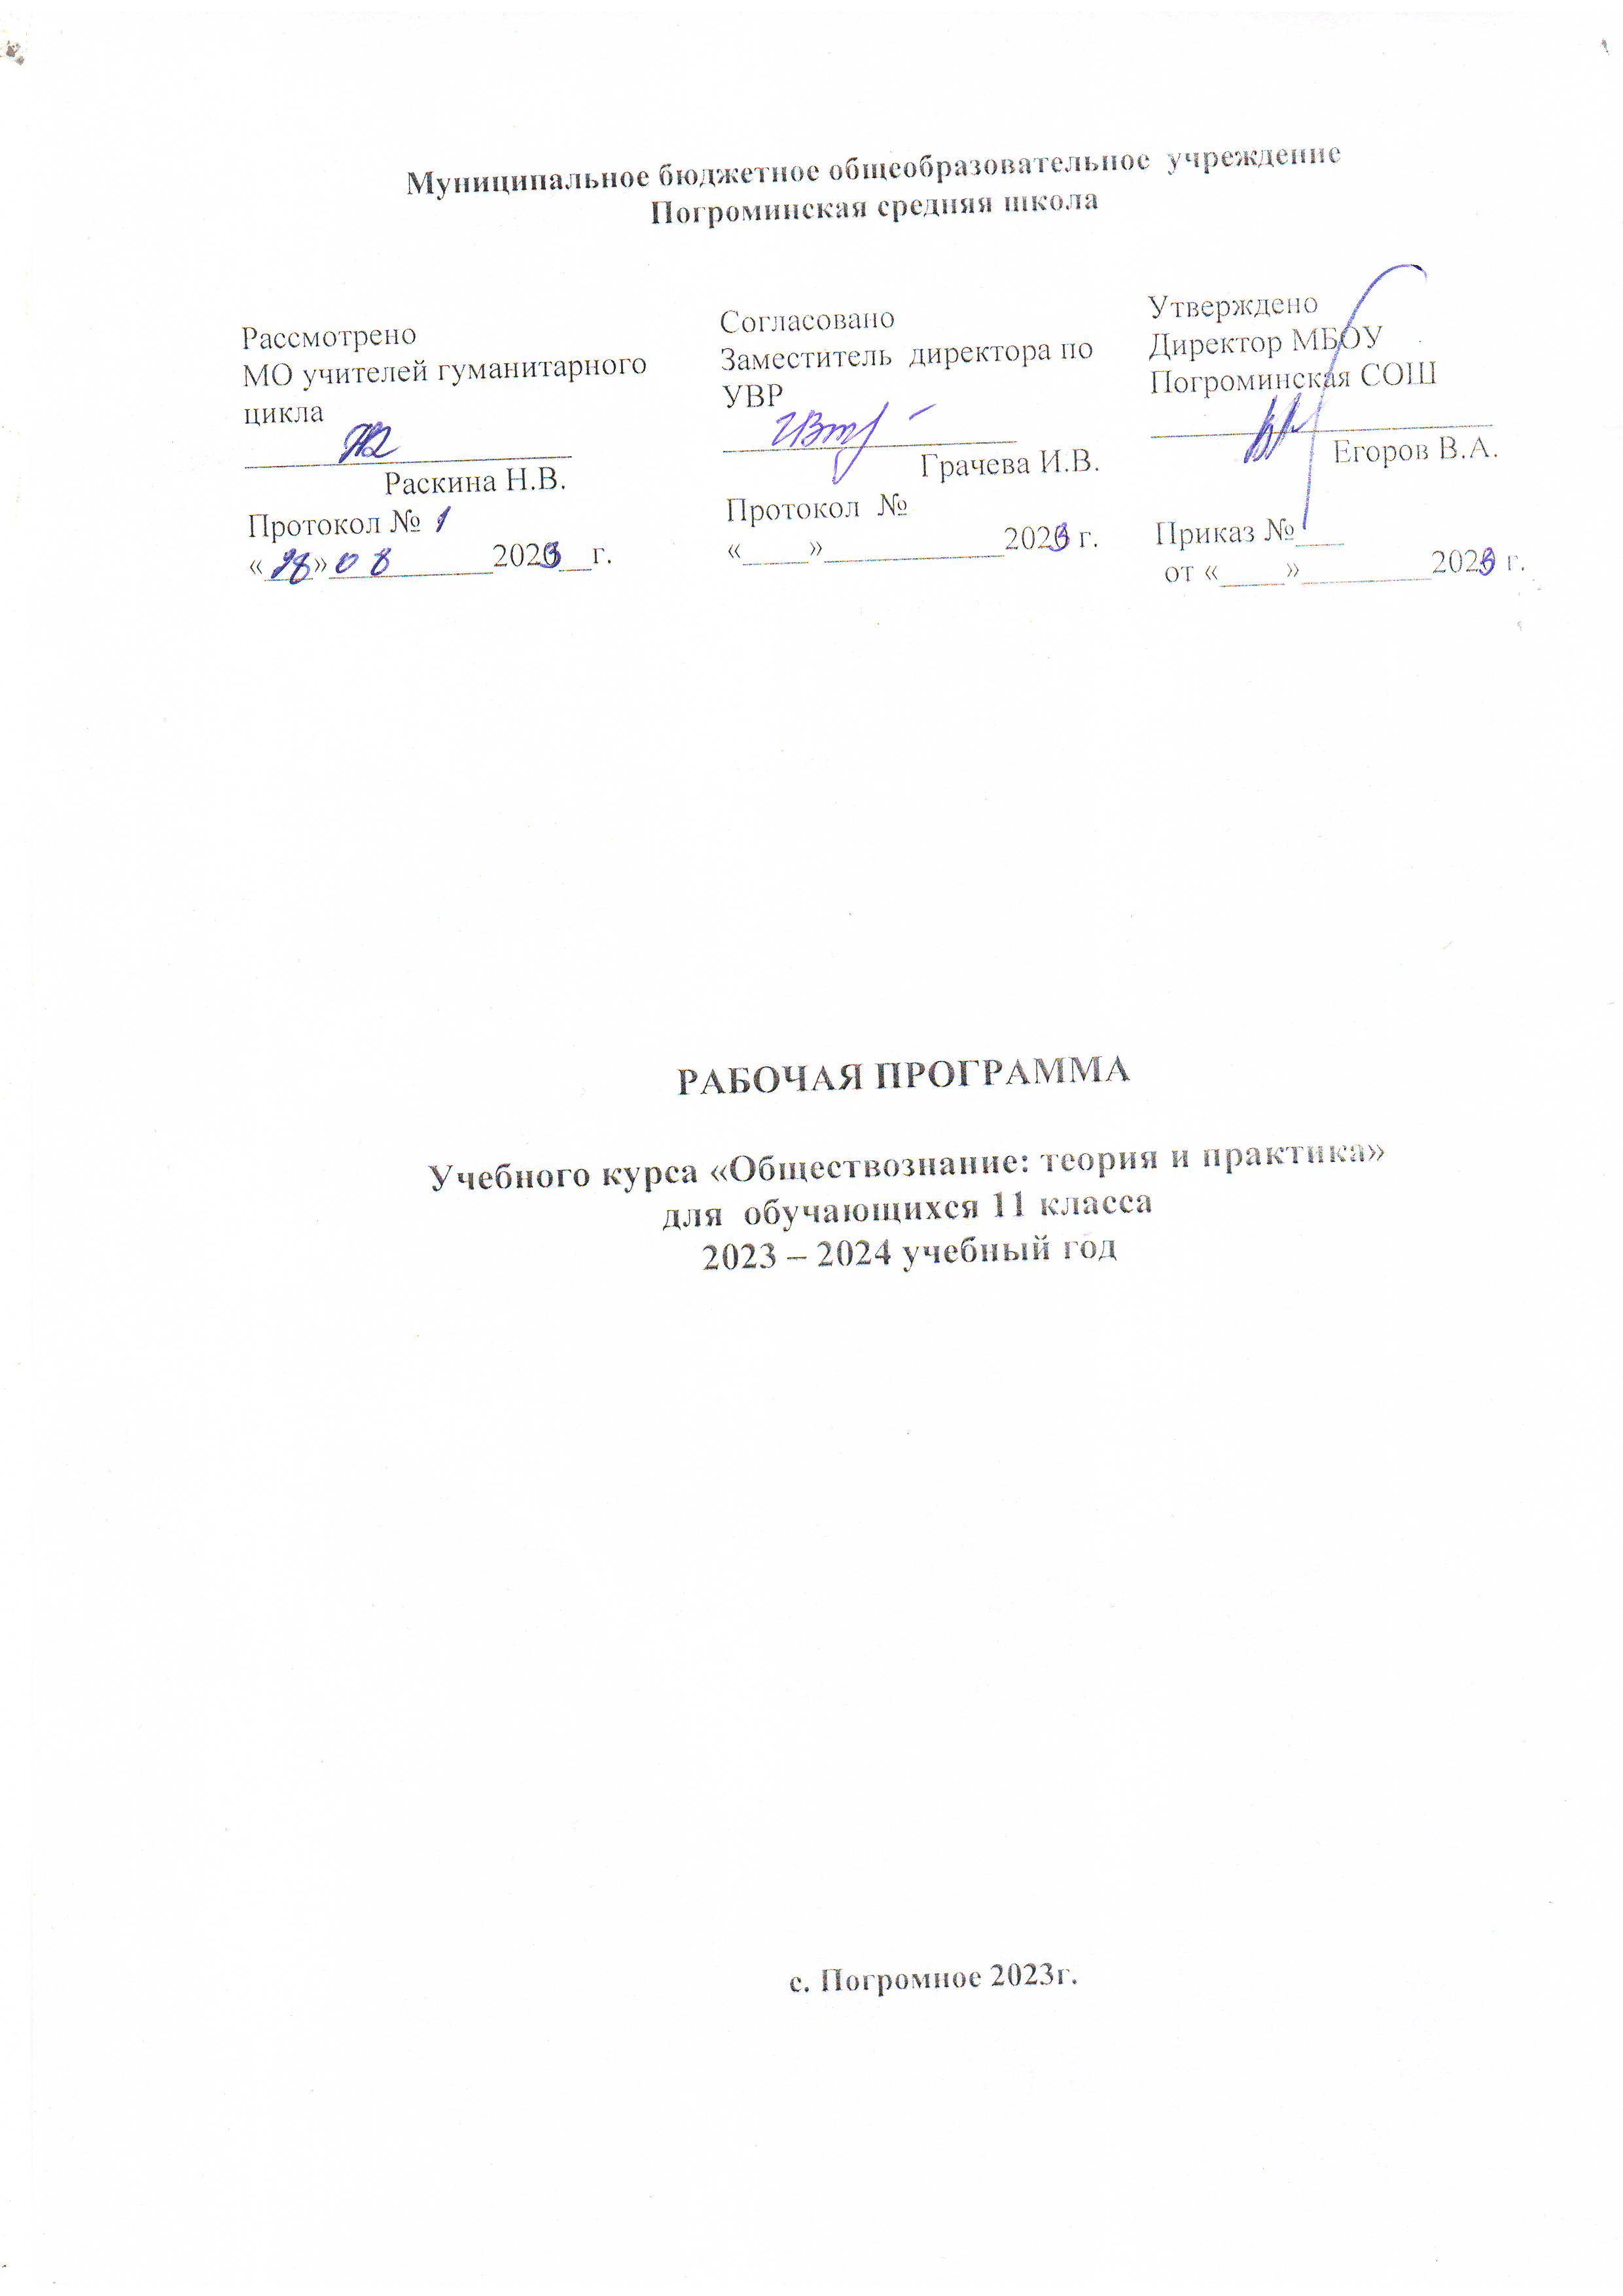 Муниципальное бюджетное общеобразовательное учреждение
Погроминская средняя школа
Рассмотрено
МО учителей гуманитарного
цикла
Раскина Н.В.
Протокол № 1
«28» 08 2023 г.
Согласовано
Заместитель директора по
УВР
Грачева И.В.
Протокол №
«____»___________2023 г.
Утверждено
Директор МБОУ
Погроминская СОШ
Егоров В.А.
Приказ №___
от «____»________2023 г.
РАБОЧАЯ ПРОГРАММА
Учебного курса «Обществознание: теория и практика»
для обучающихся 11 класса
2023 – 2024 учебный год
с. Погромное 2023г.